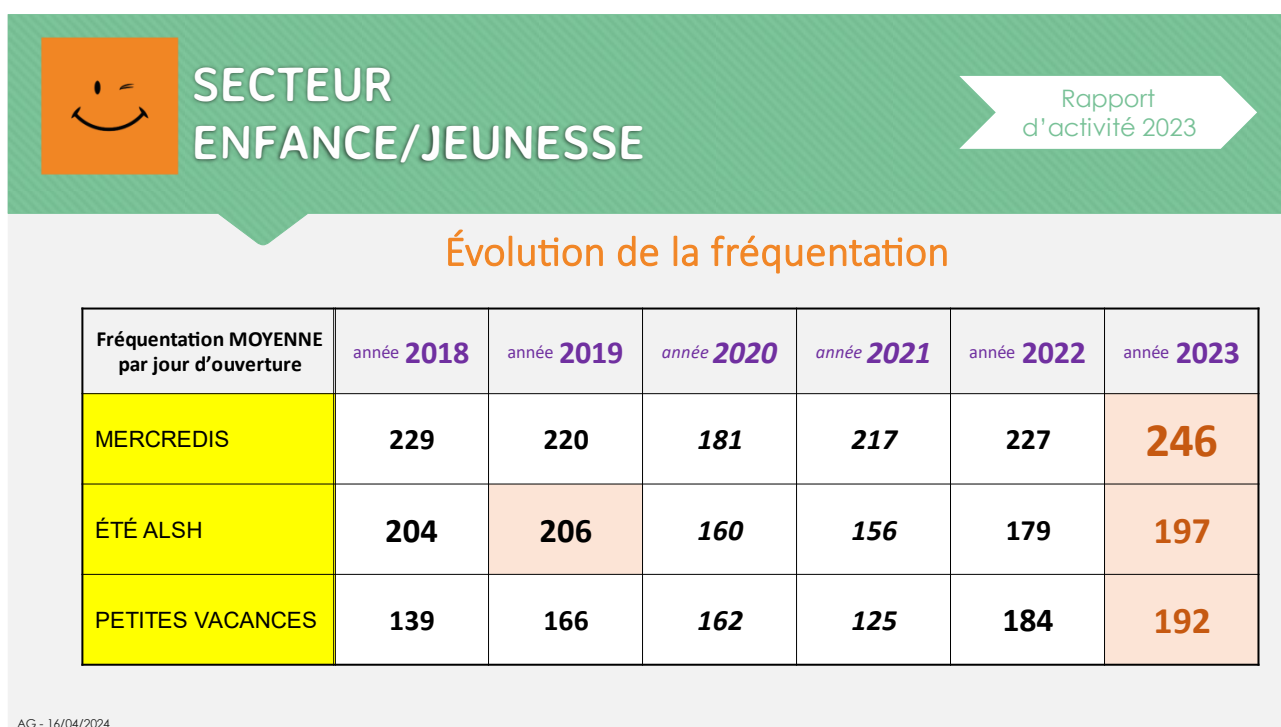 SECTEUR
ENFANCE/JEUNESSE
Rapport
d’activité 2023
Évolution de la fréquentation
Fréquentation MOYENNE
par jour d’ouverture
année 2018
année 2019
année 2020
année 2021
année 2022
année 2023
MERCREDIS 229 220 181 217 227 246
ÉTÉ ALSH 204 206 160 156 179 197
PETITES VACANCES 139 166 162 125 184 192
AG - 16/04/2024